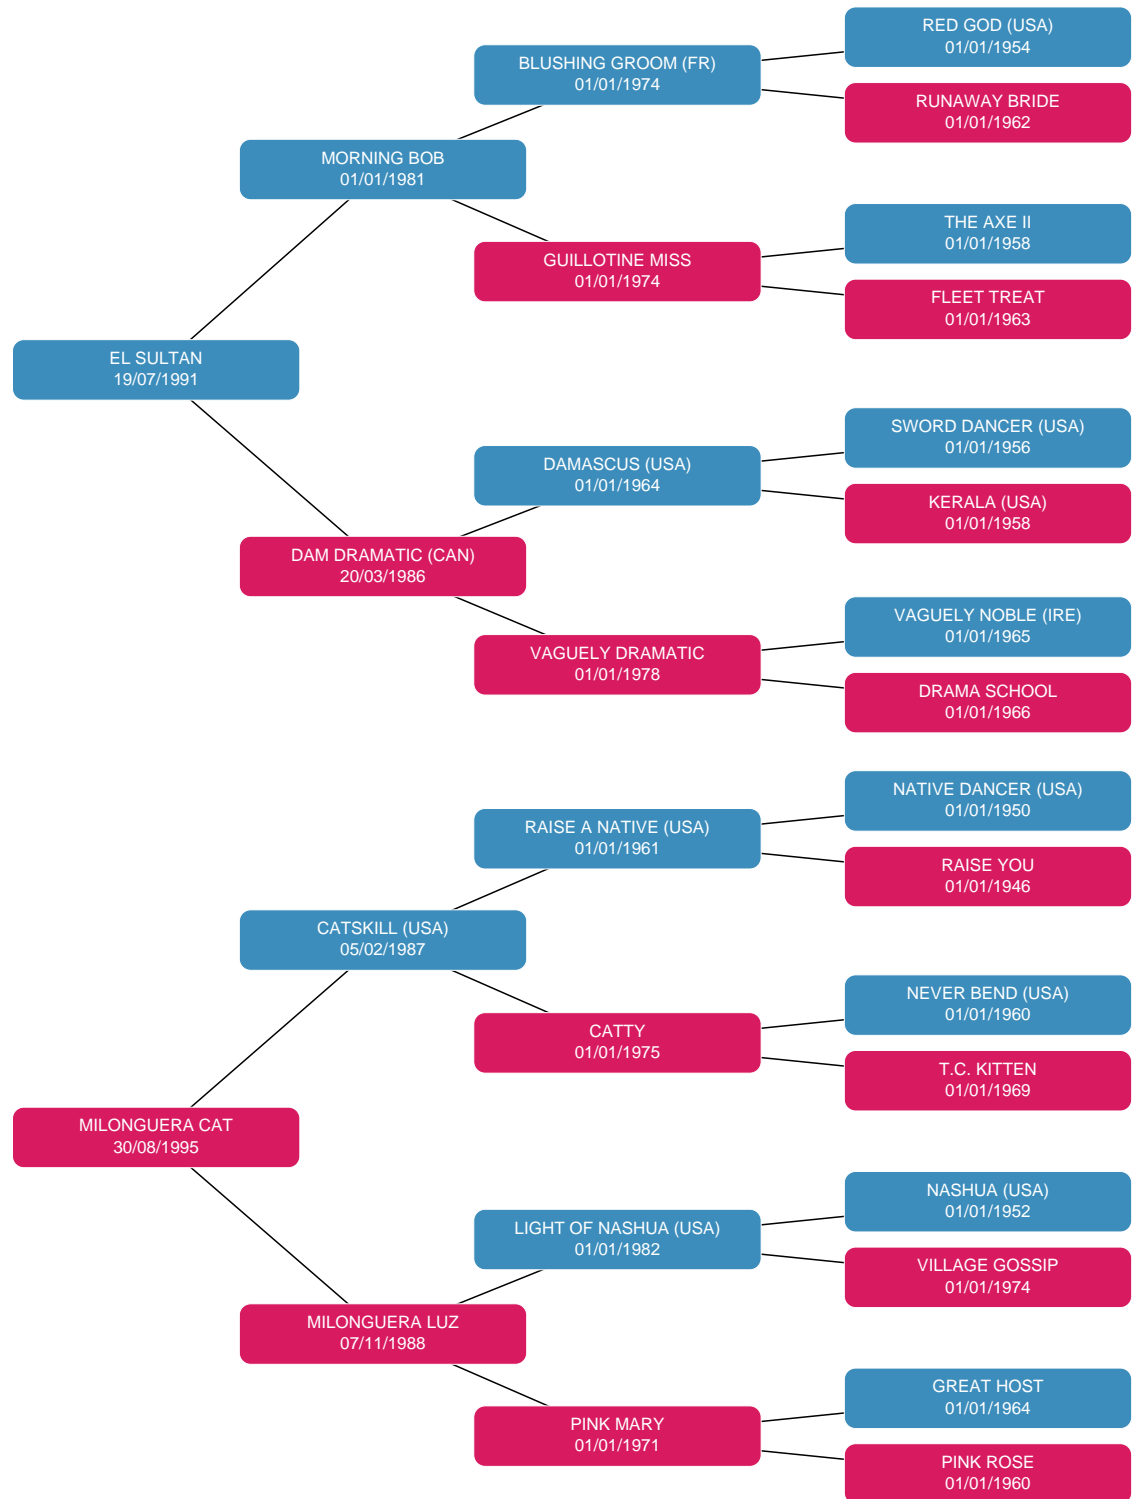 RED GOD (USA)
01/01/1954
BLUSHING GROOM (FR)
01/01/1974
RUNAWAY BRIDE
01/01/1962
MORNING BOB
01/01/1981
THE AXE II
01/01/1958
GUILLOTINE MISS
01/01/1974
FLEET TREAT
01/01/1963
EL SULTAN
19/07/1991
SWORD DANCER (USA)
01/01/1956
DAMASCUS (USA)
01/01/1964
KERALA (USA)
01/01/1958
DAM DRAMATIC (CAN)
20/03/1986
VAGUELY NOBLE (IRE)
01/01/1965
VAGUELY DRAMATIC
01/01/1978
DRAMA SCHOOL
01/01/1966
NATIVE DANCER (USA)
01/01/1950
RAISE A NATIVE (USA)
01/01/1961
RAISE YOU
01/01/1946
CATSKILL (USA)
05/02/1987
NEVER BEND (USA)
01/01/1960
CATTY
01/01/1975
T.C. KITTEN
01/01/1969
MILONGUERA CAT
30/08/1995
NASHUA (USA)
01/01/1952
LIGHT OF NASHUA (USA)
01/01/1982
VILLAGE GOSSIP
01/01/1974
MILONGUERA LUZ
07/11/1988
GREAT HOST
01/01/1964
PINK MARY
01/01/1971
PINK ROSE
01/01/1960